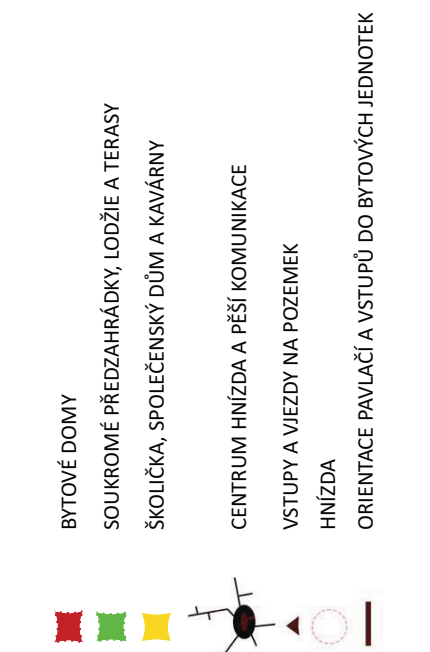 BYTOVÉ DOMY
SOUKROMÉ PŘEDZAHRÁDKY, LODŽIE A TERASY
ŠKOLIČKA, SPOLEČENSKÝ DŮM A KAVÁRNY
CENTRUM HNÍZDA A PĚŠÍ KOMUNIKACE
VSTUPY A VJEZDY NA POZEMEK
HNÍZDA
ORIENTACE PAVLAČÍ A VSTUPŮ DO BYTOVÝCH JEDNOTEK